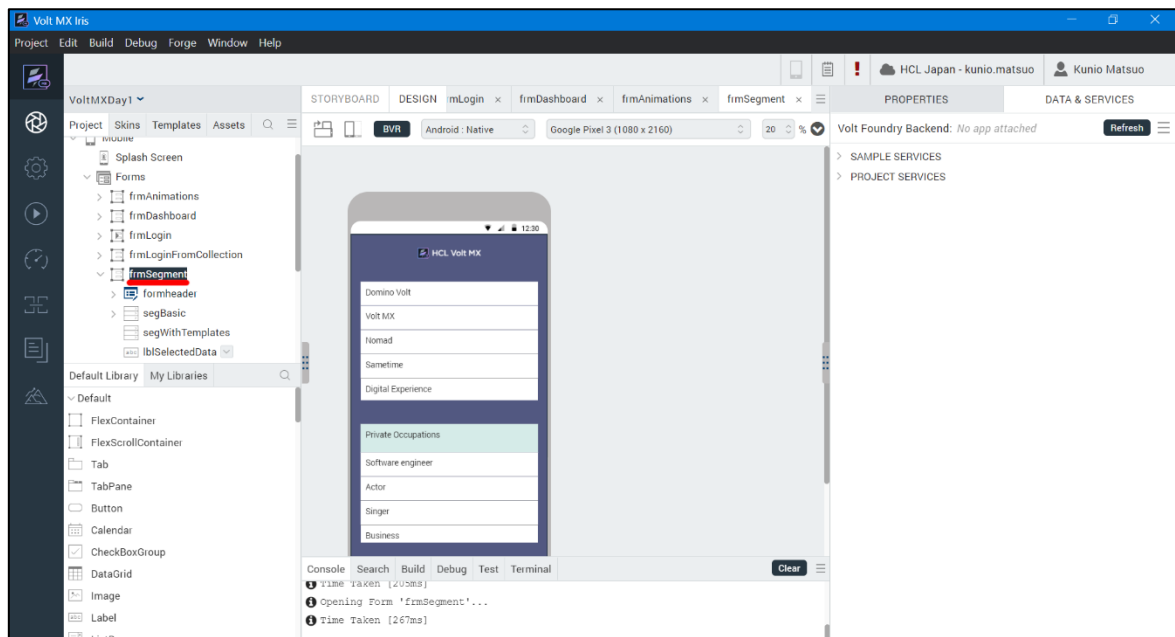 Volt MX Iris
Project Edit Build Debug Forge Window Help
HCL Japan - kunio.matsuo Kunio Matsuo
VoltMXDay1
STORYBOARD DESIGN rmLogin × frmDashboard × frmAnimations × frmSegment ×
PROPERTIES DATA & SERVICES
Project Skins Templates Assets
BVR Android : Native Google Pixel 3 (1080 x 2160) 20 %
Volt Foundry Backend: No app attached Refresh
Mobile
Splash Screen
Forms
frmAnimations
frmDashboard
frmLogin
frmLoginFromCollection
frmSegment
formheader
segBasic
segWithTemplates
lblSelectedData
Default Library My Libraries
Default
FlexContainer
FlexScrollContainer
Tab
TabPane
Button
Calendar
CheckBoxGroup
DataGrid
Image
Label
12:30
HCL Volt MX
Domino Volt
Volt MX
Nomad
Sametime
Digital Experience
Private Occupations
Software engineer
Actor
Singer
Business
SAMPLE SERVICES
PROJECT SERVICES
Console Search Build Debug Test Terminal Clear
Time Taken [205ms]
Opening Form 'frmSegment'...
Time Taken [267ms]